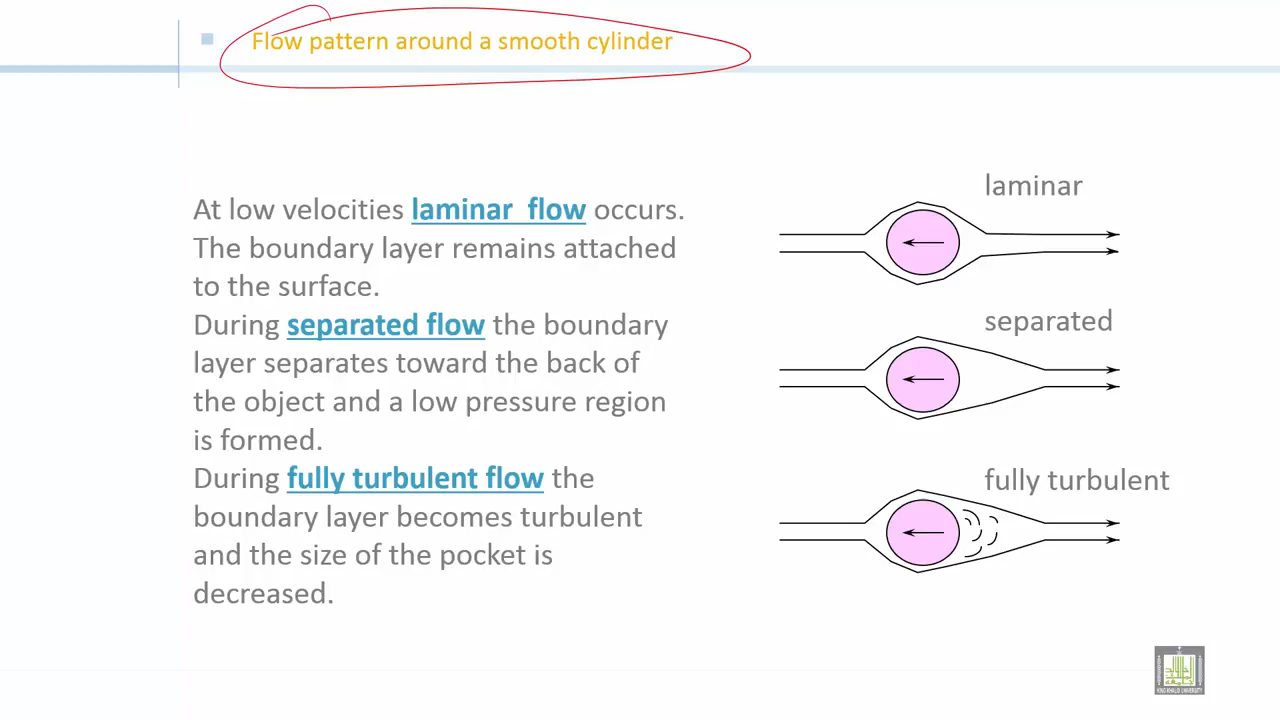 Flow pattern around a smooth cylinder
At low velocities laminar flow occurs.
The boundary layer remains attached
to the surface.
During separated flow the boundary
layer separates toward the back of
the object and a low pressure region
is formed.
During fully turbulent flow the
boundary layer becomes turbulent
and the size of the pocket is
decreased.
laminar
separated
fully turbulent
KING KHALID UNIVERSITY